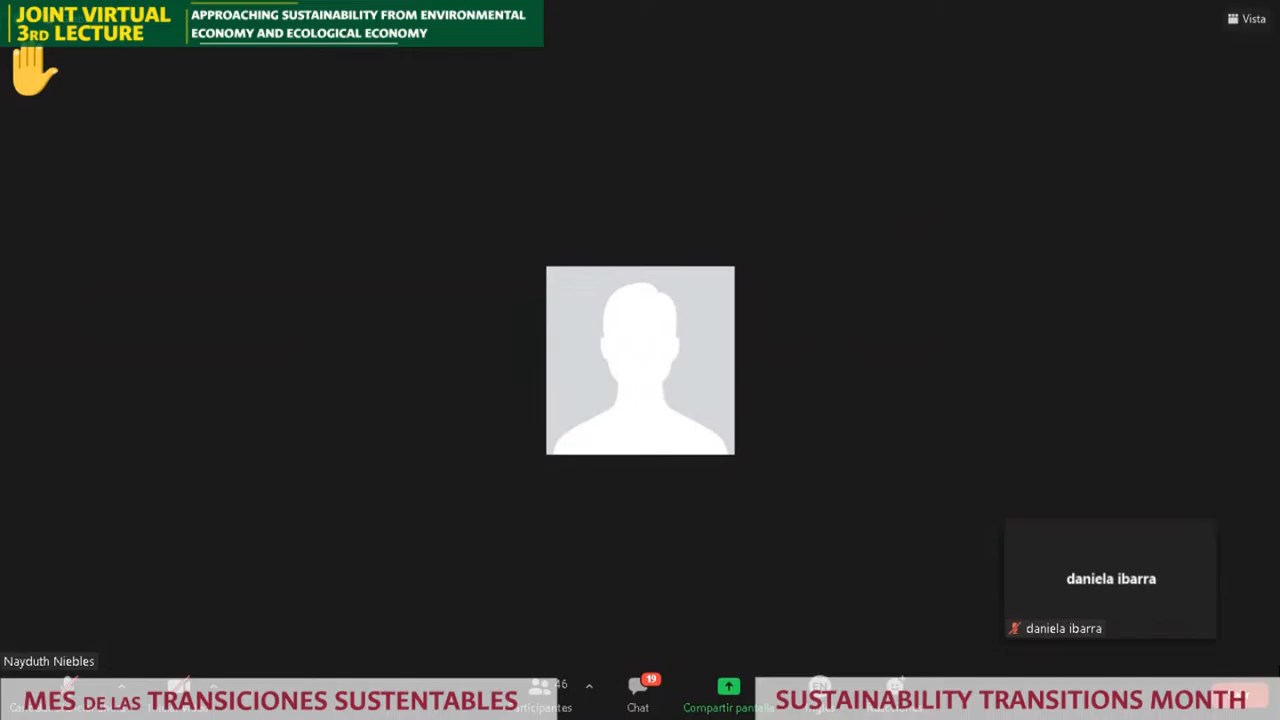 JOINT VIRTUAL
3RD LECTURE
APPROACHING SUSTAINABILITY FROM ENVIRONMENTAL
ECONOMY AND ECOLOGICAL ECONOMY
Vista
daniela ibarra
daniela ibarra
Nayduth Niebles
46
19
Chat
Compartir pantalla
MES DE LAS TRANSICIONES SUSTENTABLES
SUSTAINABILITY TRANSITIONS MONTH